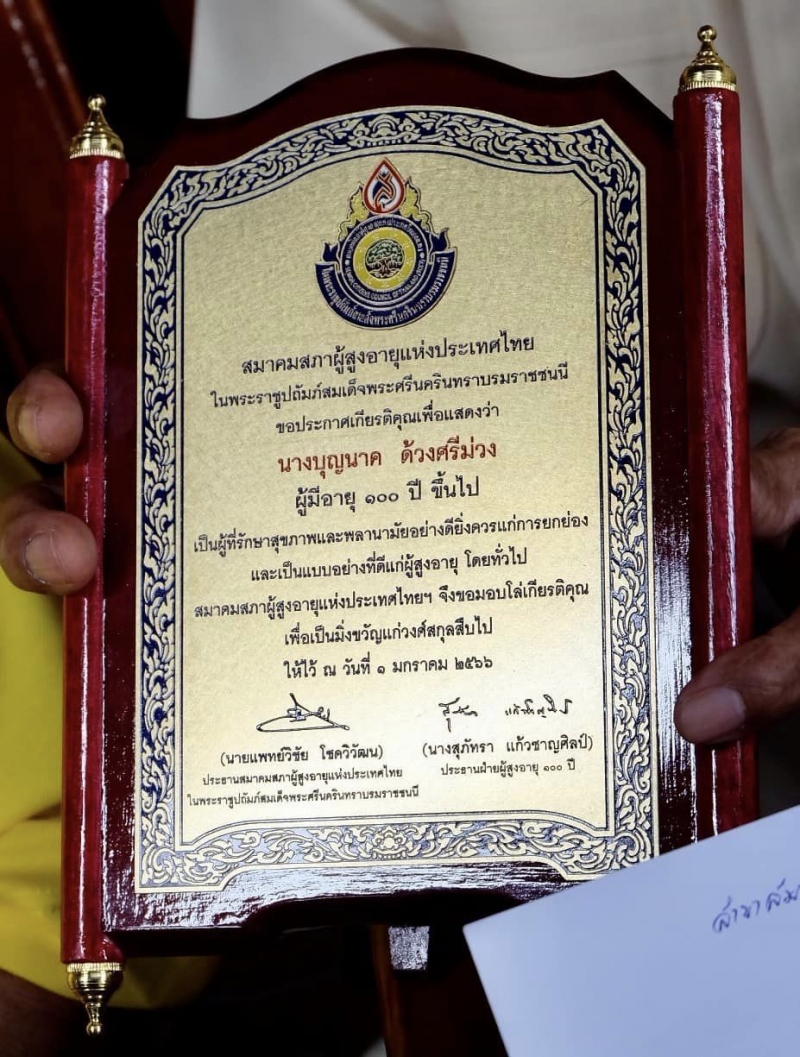 สมาคมสภาผู้สูงอายุแห่งประเทศไทย
ในพระราชูปถัมภ์สมเด็จพระศรีนครินทราบรมราชชนนี
ขอประกาศเกียรติคุณเพื่อแสดงว่า
นางบุญนาค ด้วงศรีม่วง
ผู้มีอายุ ๑๐๐ ปี ขึ้นไป
เป็นผู้ที่รักษาสุขภาพและพลานามัยอย่างดียิ่งควรแก่การยกย่อง
และเป็นแบบอย่างที่ดีแก่ผู้สูงอายุ โดยทั่วไป
สมาคมสภาผู้สูงอายุแห่งประเทศไทยฯ จึงขอมอบโล่เกียรติคุณ
เพื่อเป็นมิ่งขวัญแก่วงศ์สกุลสืบไป
ให้ไว้ ณ วันที่ ๑ มกราคม ๒๕๖๖
(นายแพทย์วิชัย โชควิวัฒน)
ประธานสมาคมสภาผู้สูงอายุแห่งประเทศไทย
ในพระราชูปถัมภ์สมเด็จพระศรีนครินทราบรมราชชนนี
(นางสุภัทรา แก้วชาญศิลป์)
ประธานฝ่ายผู้สูงอายุ ๑๐๐ ปี